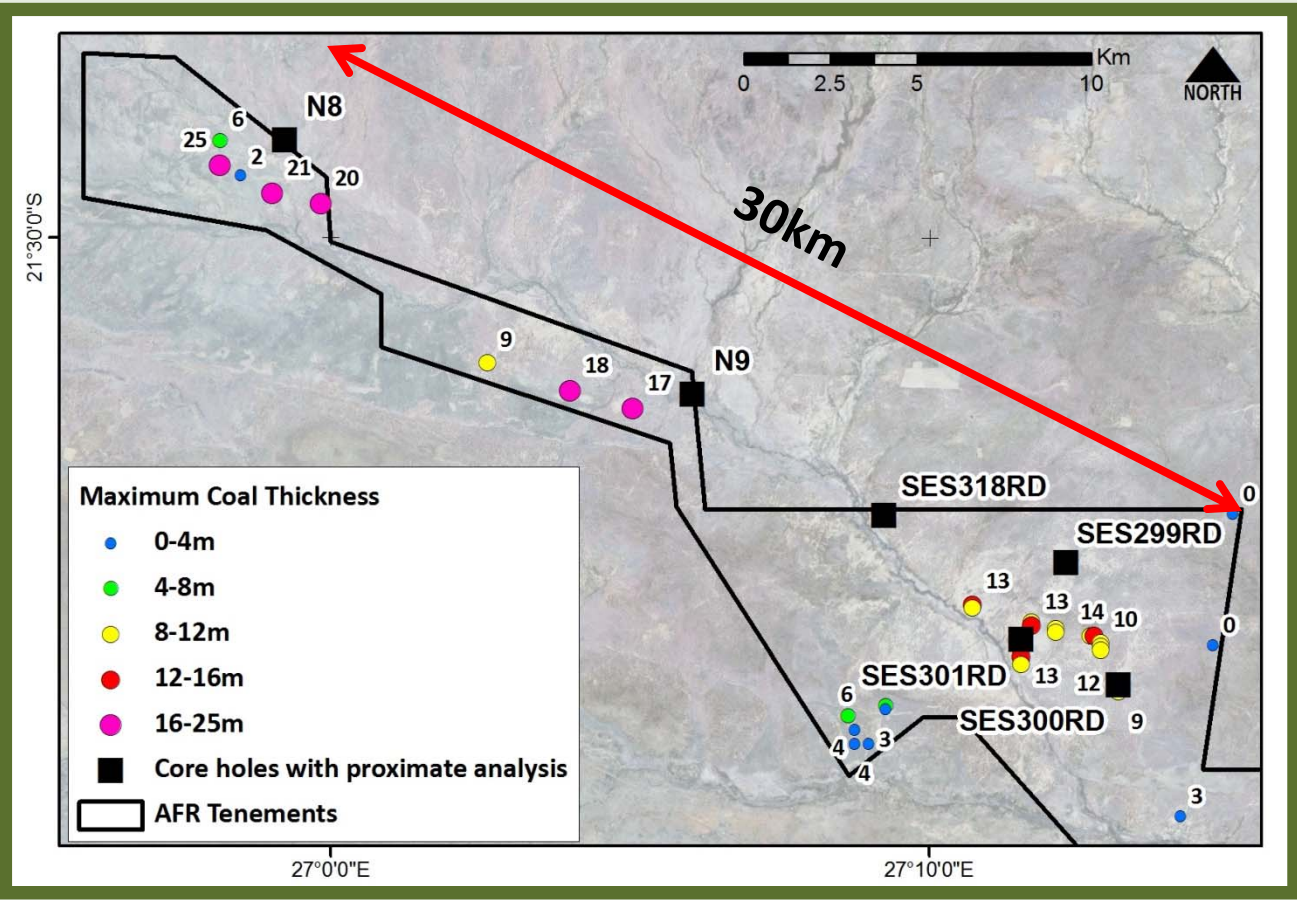 Km
0 2.5 5 10
NORTH
N8
6
25
2
21
20
21°30'0"S
30km
9
18
17
N9
SES318RD
0
SES299RD
13
13
14
10
0
SES301RD
13
12
6
SES300RD
9
4
3
4
3
Maximum Coal Thickness
0-4m
4-8m
8-12m
12-16m
16-25m
Core holes with proximate analysis
AFR Tenements
27°0'0"E
27°10'0"E